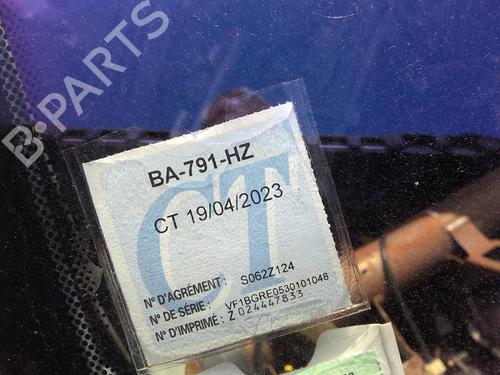 B-PARTS
BA-791-HZ
CT 19/04/2023
CT
N° D'AGRÉMENT : S062Z124
N° DE SÉRIE : VF1BGRE0530101048
N° D'IMPRIMÉ : Z 024447833